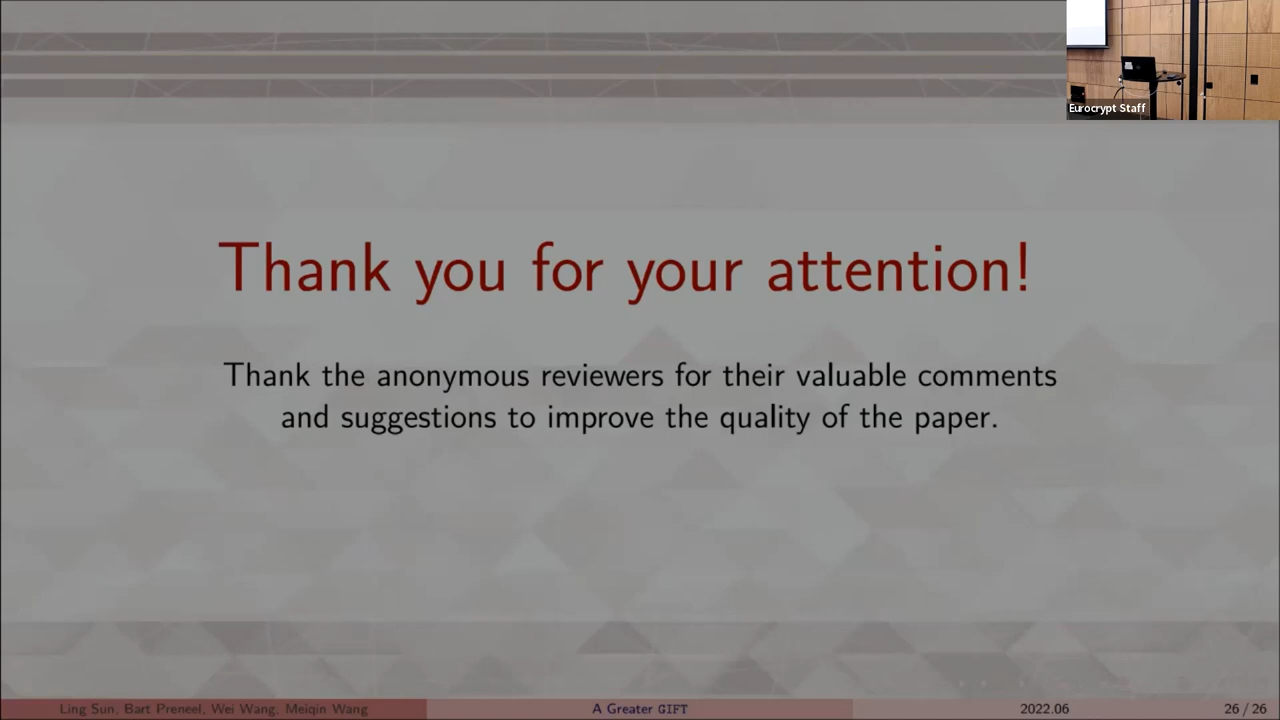 Eurocrypt Staff
Thank you for your attention!
Thank the anonymous reviewers for their valuable comments
and suggestions to improve the quality of the paper.
Ling Sun, Bart Preneel, Wei Wang, Meiqin Wang
A Greater GIFT
2022.06
26 / 26